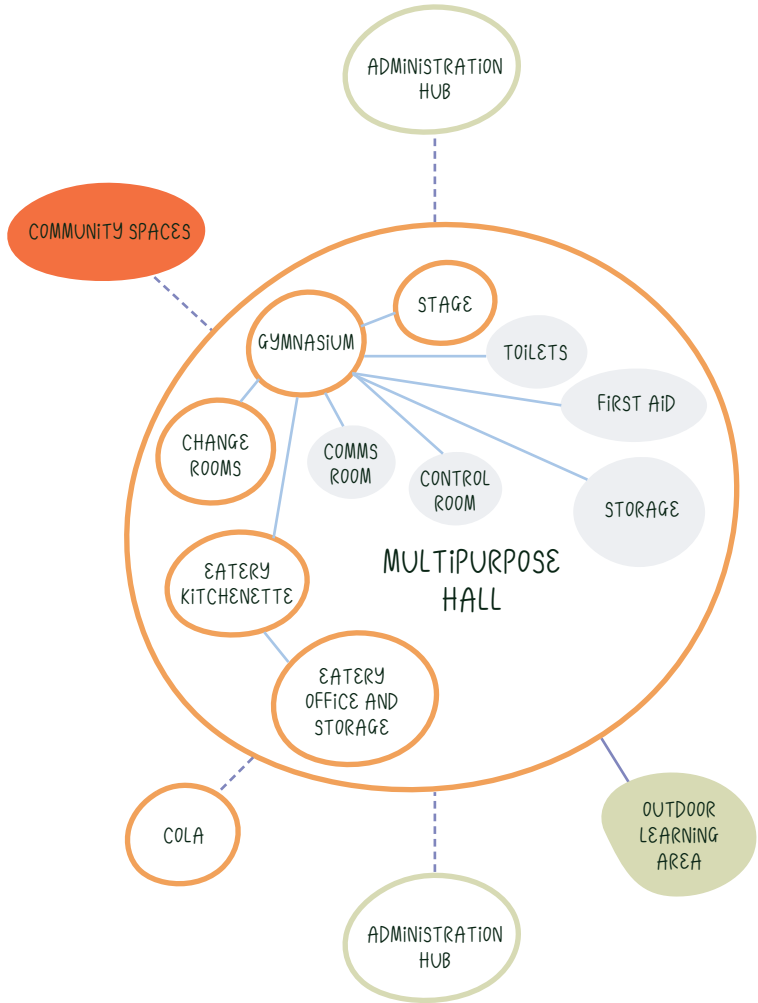 ADMiNiSTRATiON
HUB
COMMUNiTY SPACES
STAGE
GYMNASiUM
TOiLETS
FiRST AiD
CHANGE
ROOMS
COMMS
ROOM
CONTROL
ROOM
STORAGE
MULTiPURPOSE
HALL
EATERY
KiTCHENETTE
EATERY
OFFiCE AND
STORAGE
COLA
OUTDOOR
LEARNiNG
AREA
ADMiNiSTRATiON
HUB